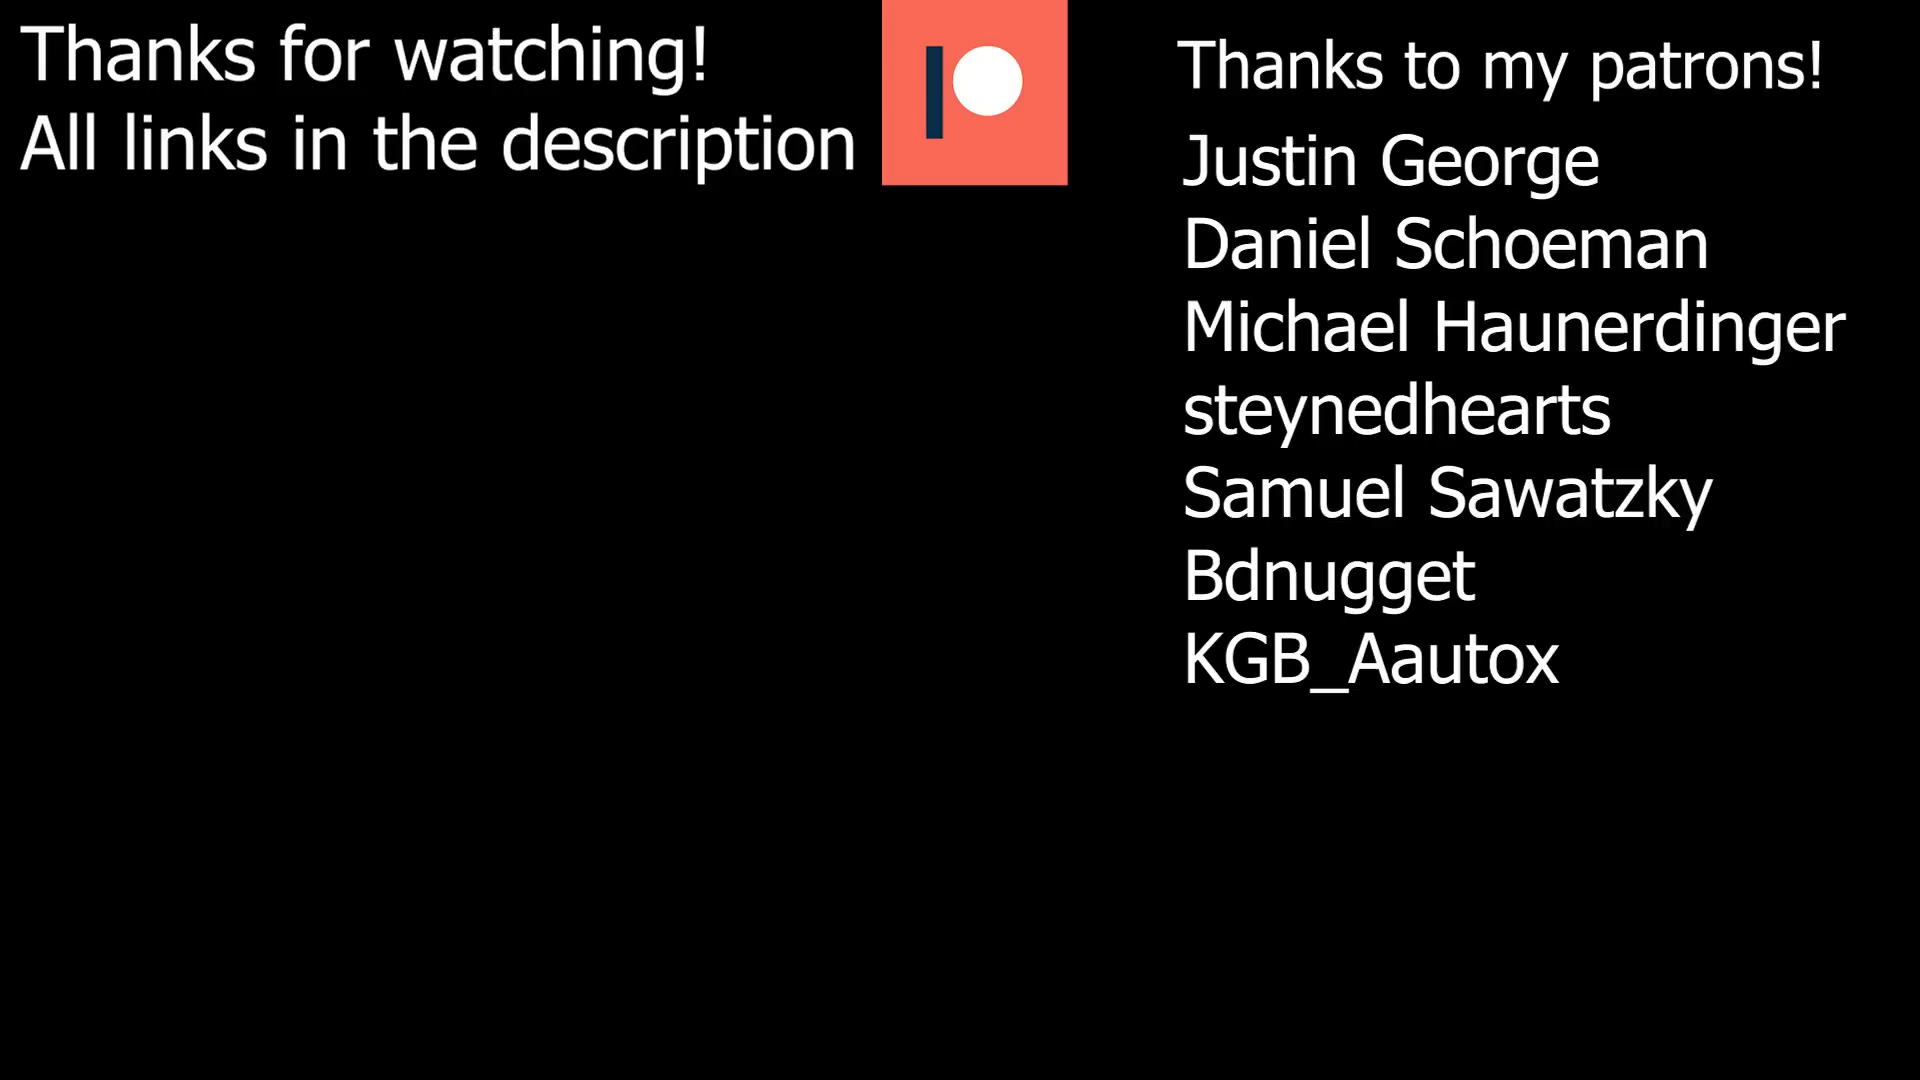 Thanks for watching!
All links in the description
Thanks to my patrons!
Justin George
Daniel Schoeman
Michael Haunerdinger
steynedhearts
Samuel Sawatzky
Bdnugget
KGB_Aautox